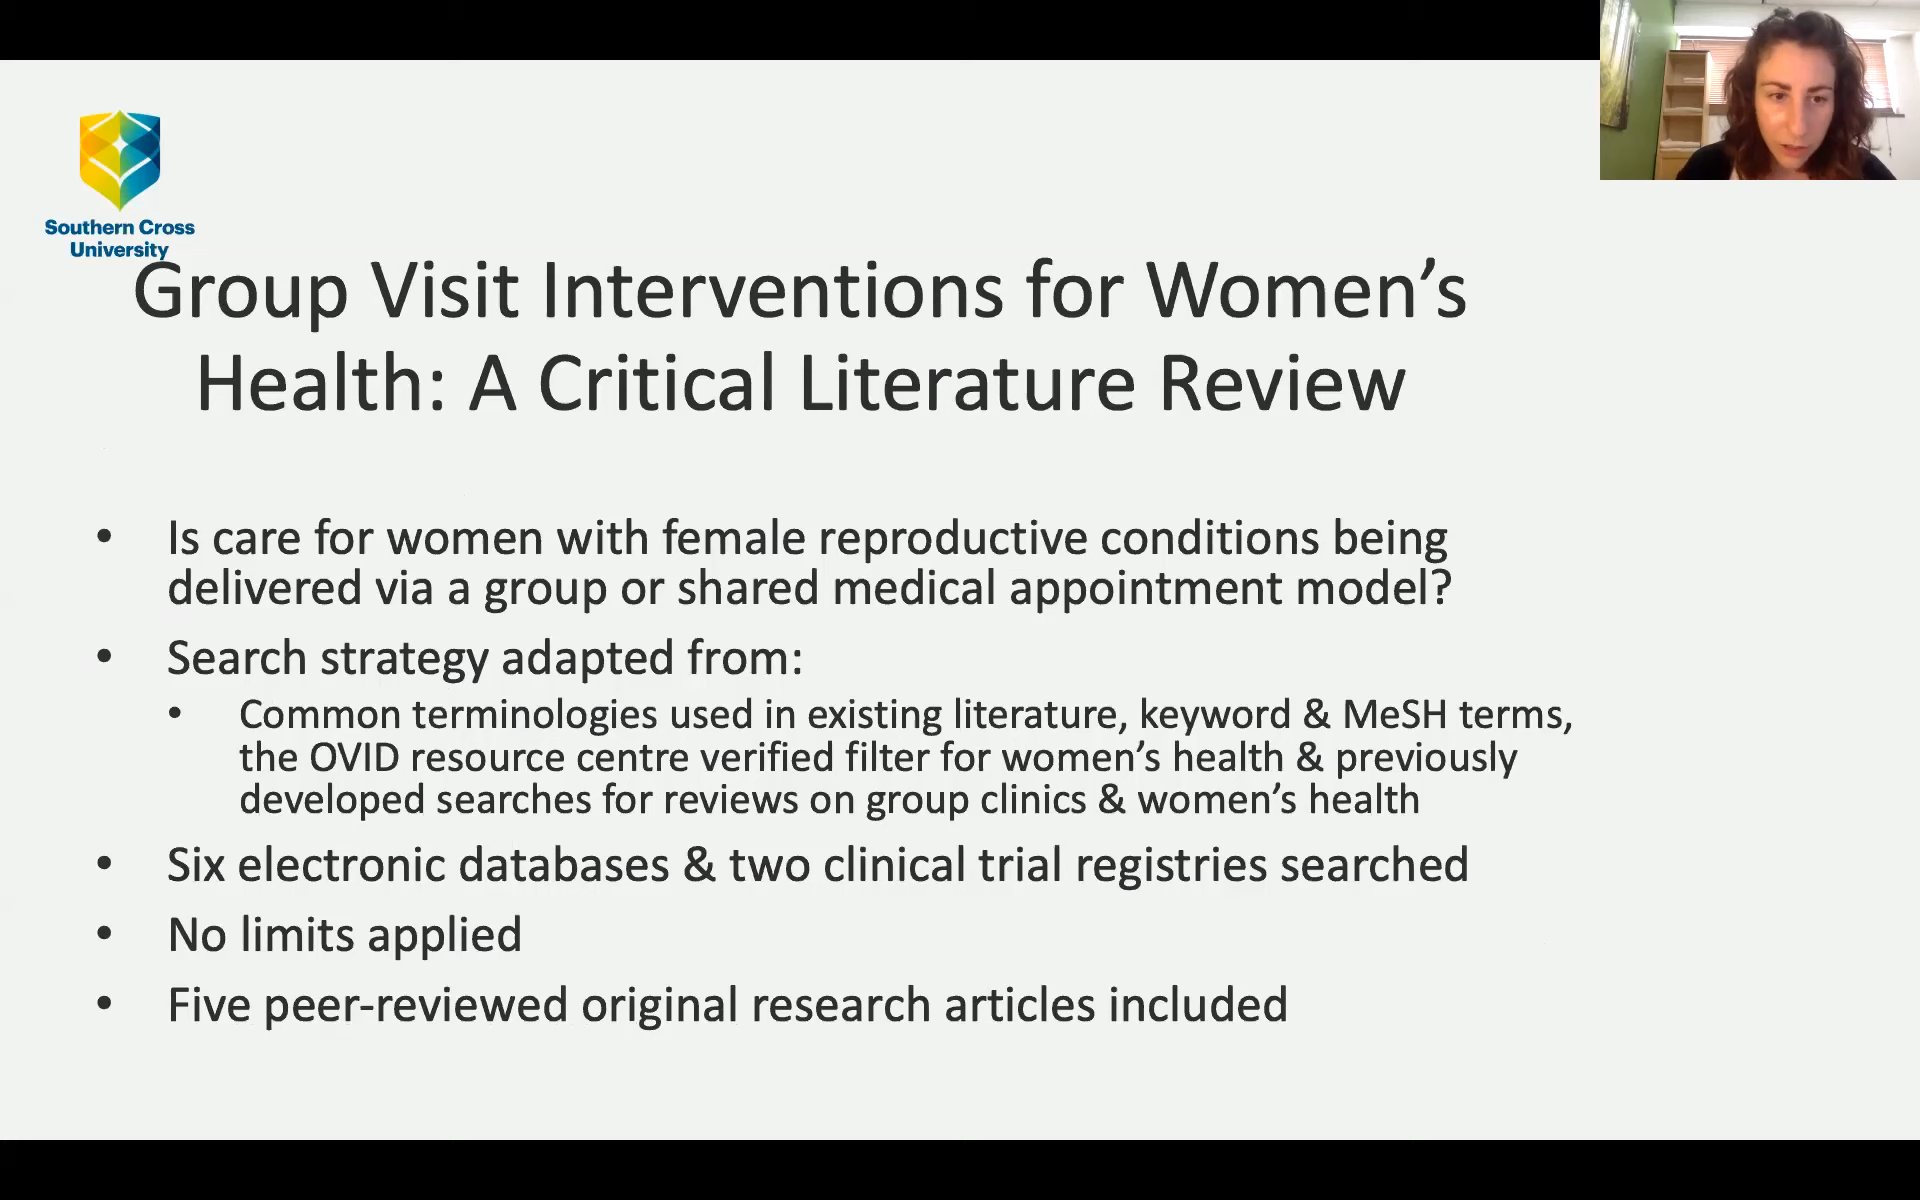 Southern Cross
University
Group Visit Interventions for Women’s
Health: A Critical Literature Review
• Is care for women with female reproductive conditions being
delivered via a group or shared medical appointment model?
• Search strategy adapted from:
• Common terminologies used in existing literature, keyword & MeSH terms,
the OVID resource centre verified filter for women’s health & previously
developed searches for reviews on group clinics & women’s health
• Six electronic databases & two clinical trial registries searched
• No limits applied
• Five peer-reviewed original research articles included